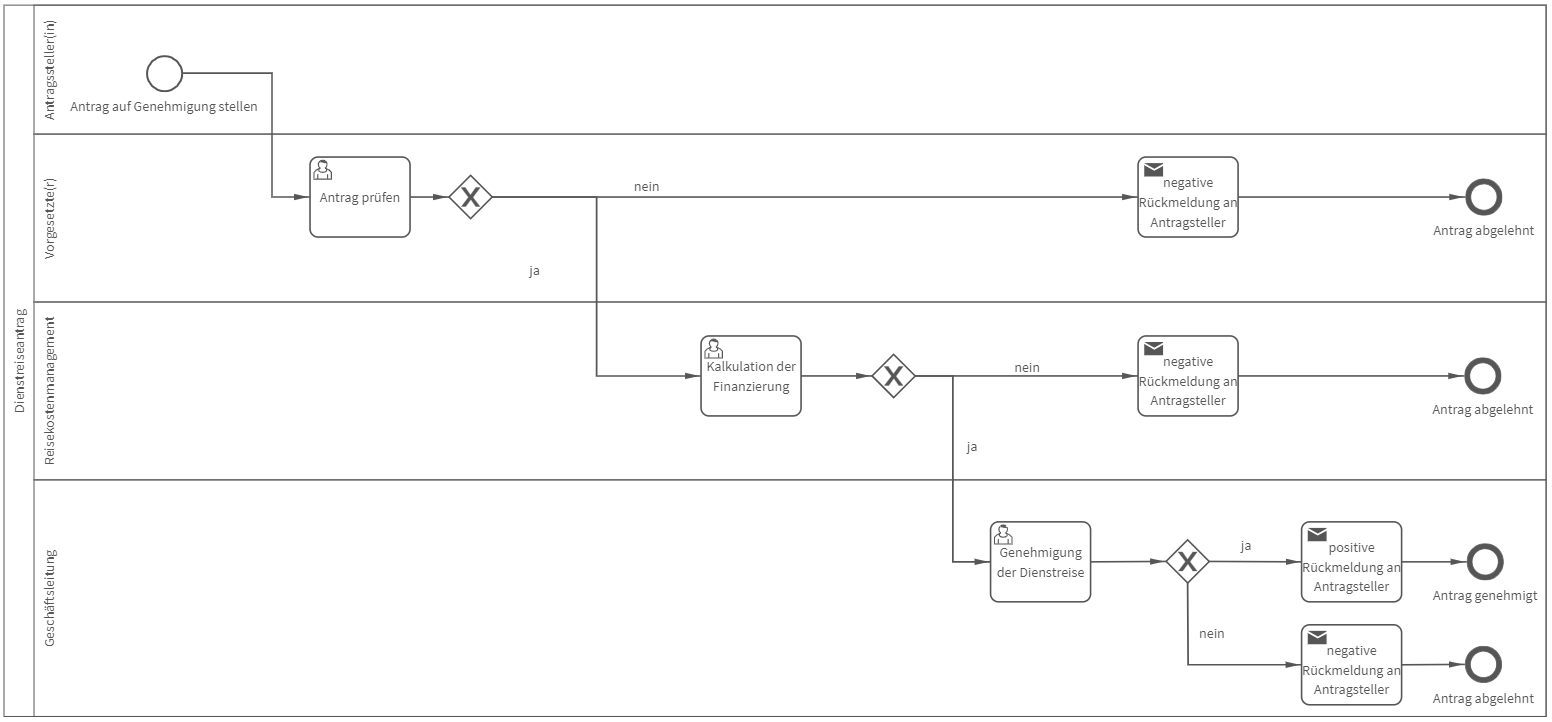 Dienstreiseantrag
Antragssteller(in)
Antrag auf Genehmigung stellen
Vorgesetzte(r)
Antrag prüfen
X
nein
ja
negative
Rückmeldung an
Antragsteller
Antrag abgelehnt
Reisekostenmanagement
Kalkulation der
Finanzierung
X
nein
ja
negative
Rückmeldung an
Antragsteller
Antrag abgelehnt
Geschäftsleitung
Genehmigung
der Dienstreise
X
ja
positive
Rückmeldung an
Antragsteller
Antrag genehmigt
nein
negative
Rückmeldung an
Antragsteller
Antrag abgelehnt